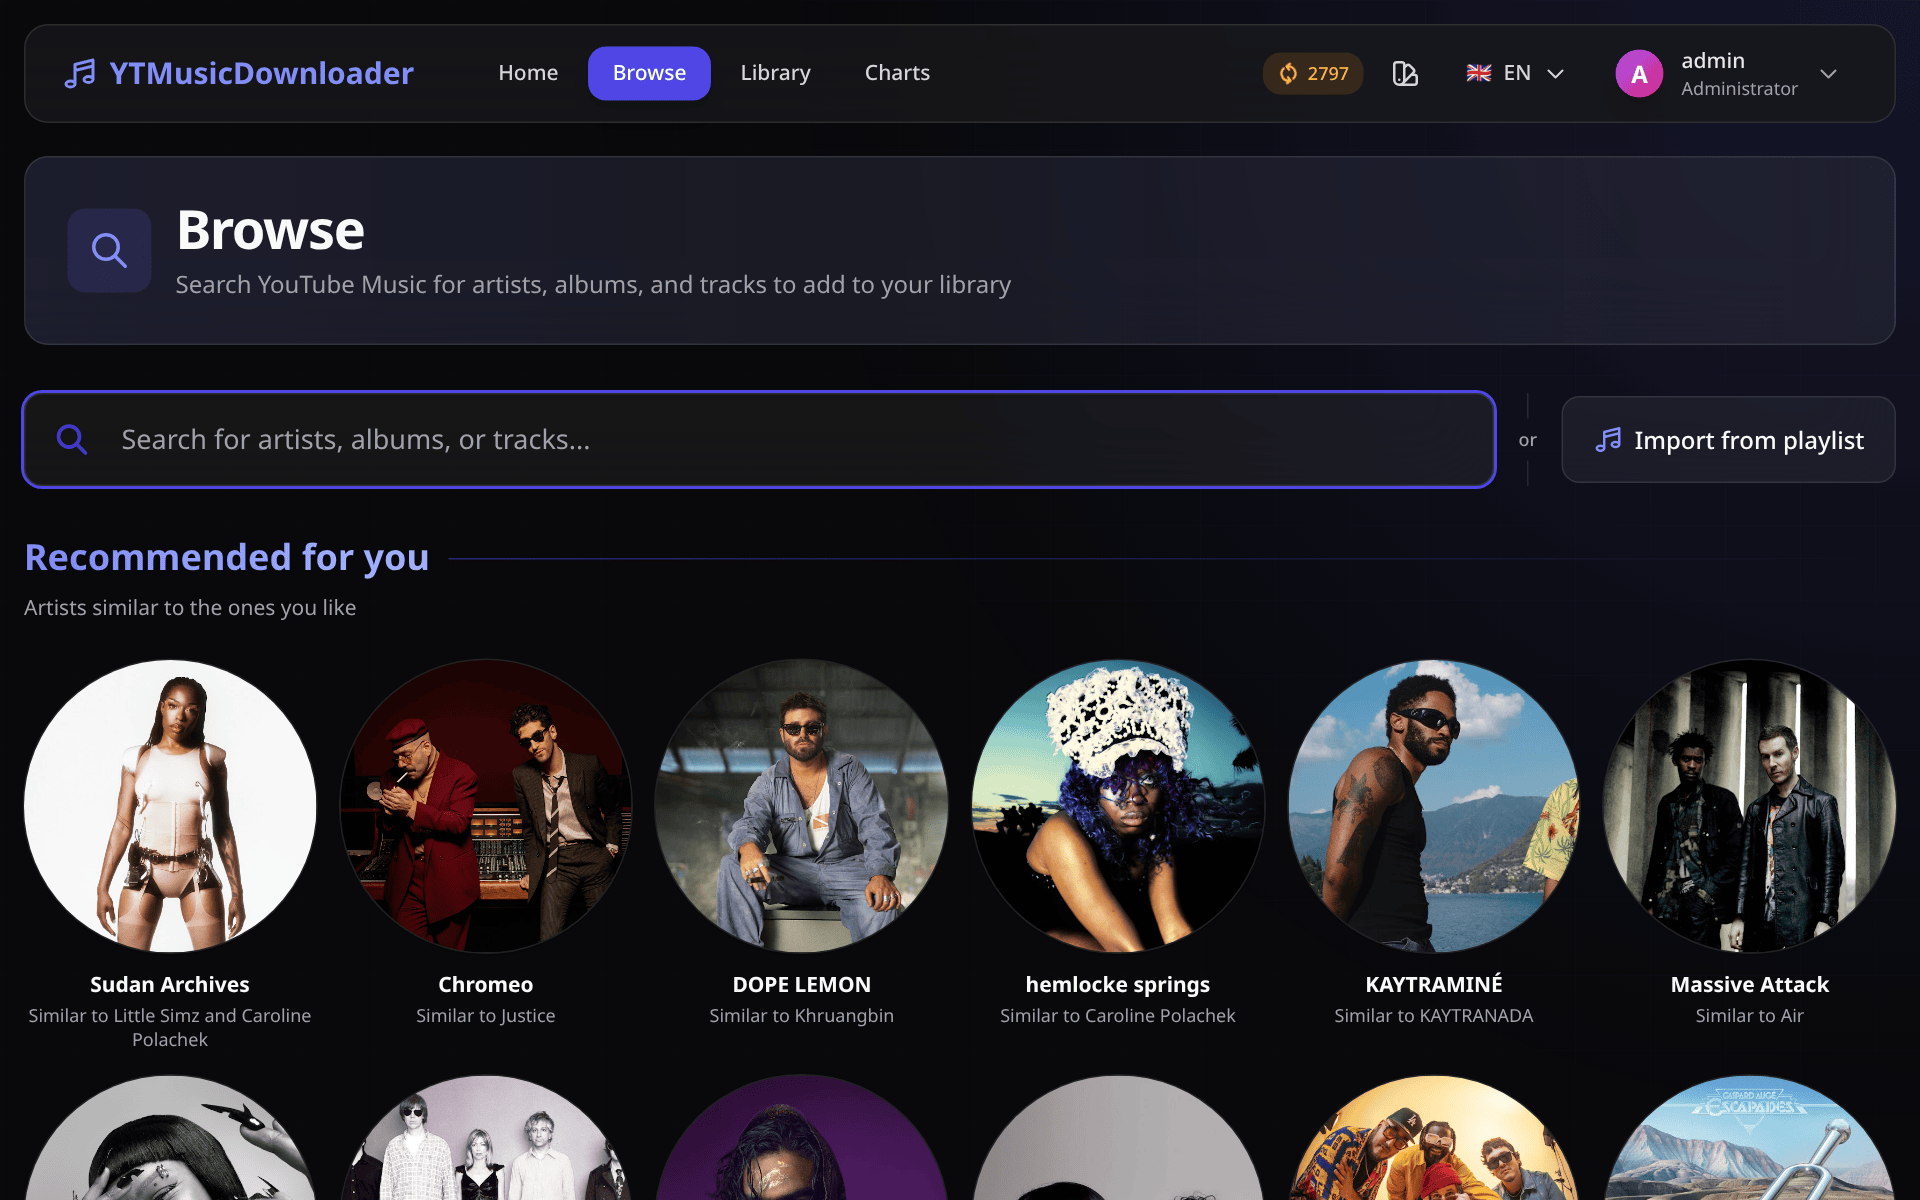 YTMusicDownloader
Home
Browse
Library
Charts
2797
EN
A
admin
Administrator
Browse
Search YouTube Music for artists, albums, and tracks to add to your library
Search for artists, albums, or tracks...
or
Import from playlist
Recommended for you
Artists similar to the ones you like
Sudan Archives
Similar to Little Simz and Caroline
Polachek
Chromeo
Similar to Justice
DOPE LEMON
Similar to Khruangbin
hemlocke springs
Similar to Caroline Polachek
KAYTRAMINÉ
Similar to KAYTRANADA
Massive Attack
Similar to Air
GASPARD AUGÉ
ESCAPADES